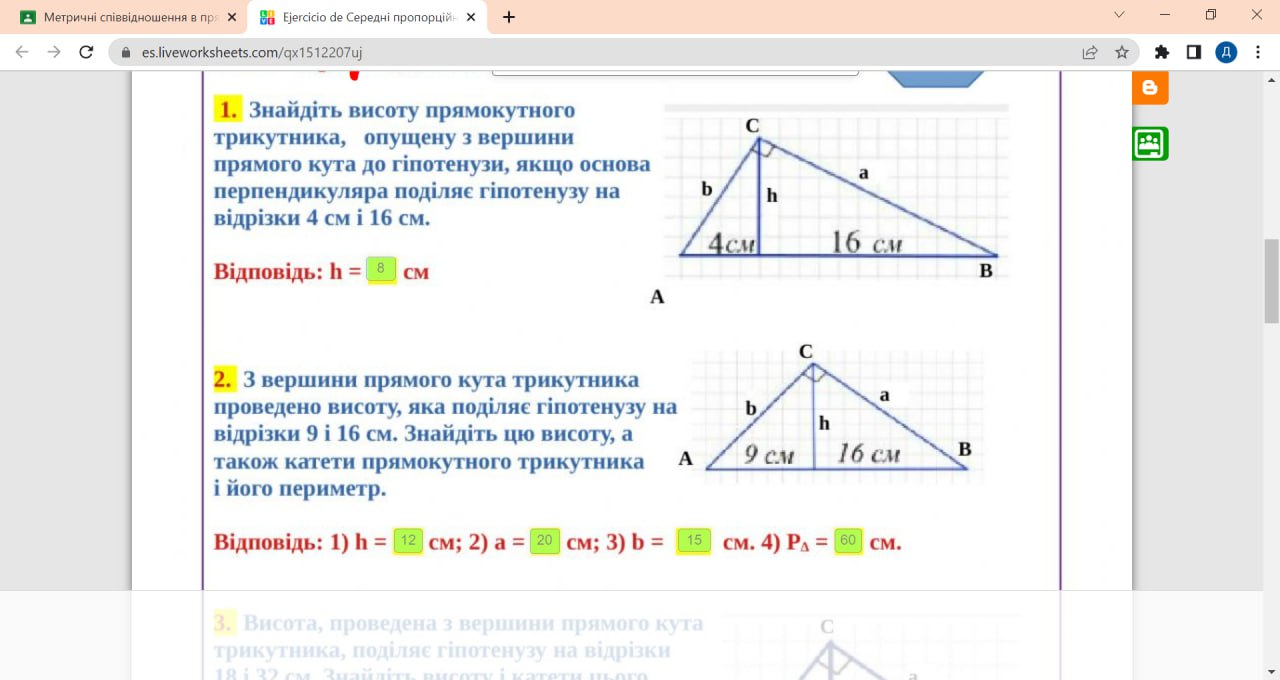 Метричні співвідношення в пря
Ejercicio de Середні пропорційн
es.liveworksheets.com/qx1512207uj
Д
1. Знайдіть висоту прямокутного
трикутника, опущену з вершини
прямого кута до гіпотенузи, якщо основа
перпендикуляра поділяє гіпотенузу на
відрізки 4 см і 16 см.
Відповідь: h = 8 см
C
b
h
a
4см
16 см
A
B
2. З вершини прямого кута трикутника
проведено висоту, яка поділяє гіпотенузу на
відрізки 9 і 16 см. Знайдіть цю висоту, а
також катети прямокутного трикутника
і його периметр.
C
b
h
a
A
9 см
16 см
B
Відповідь: 1) h = 12 см; 2) a = 20 см; 3) b = 15 см. 4) PΔ = 60 см.
3. Висота, проведена з вершини прямого кута
трикутника, поділяє гіпотенузу на відрізки
18 і 32 см. Знайдіть висоту і катети цього
C
a